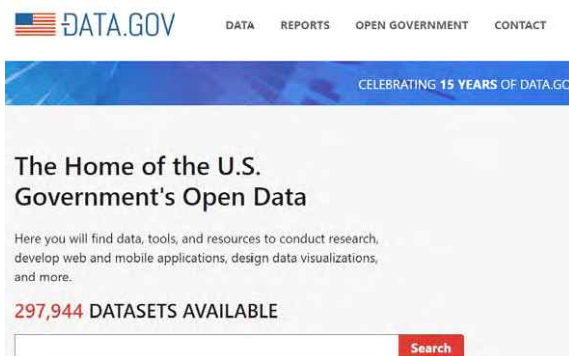 DATA.GOV
DATA REPORTS OPEN GOVERNMENT CONTACT
CELEBRATING 15 YEARS OF DATA.GO
The Home of the U.S.
Government's Open Data
Here you will find data, tools, and resources to conduct research,
develop web and mobile applications, design data visualizations,
and more.
297,944 DATASETS AVAILABLE
Search